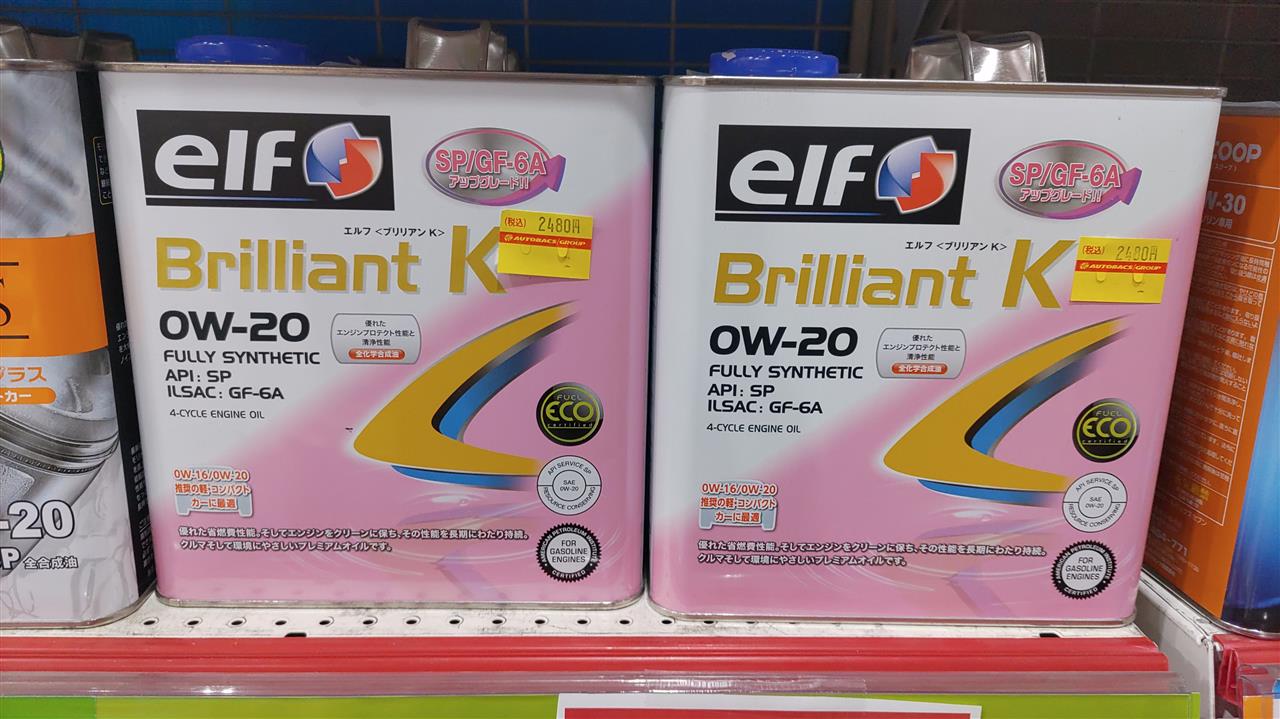 elf
SP/GF-6A
アップグレード!!
(税込) 2480円
AUTOBACS GROUP
エルフ <ブリリアン K>
Brilliant K
0W-20
FULLY SYNTHETIC
API: SP
ILSAC: GF-6A
4-CYCLE ENGINE OIL
優れた
エンジンプロテクト性能と
清浄性能
全化学合成油
FUEL
ECO
certified
0W-16/0W-20
推奨の軽・コンパクト
カーに最適
API SERVICE SP
SAE
0W-20
RESOURCE CONSERVING
優れた省燃費性能。そしてエンジンをクリーンに保ち、その性能を長期にわたり持続。
クルマそして環境にやさしいプレミアムオイルです。
AMERICAN PETROLEUM INSTITUTE
FOR
GASOLINE
ENGINES
CERTIFIED
elf
SP/GF-6A
アップグレード!!
(税込) 2480円
AUTOBACS GROUP
エルフ <ブリリアン K>
Brilliant K
0W-20
FULLY SYNTHETIC
API: SP
ILSAC: GF-6A
4-CYCLE ENGINE OIL
優れた
エンジンプロテクト性能と
清浄性能
全化学合成油
FUEL
ECO
certified
0W-16/0W-20
推奨の軽・コンパクト
カーに最適
API SERVICE SP
SAE
0W-20
RESOURCE CONSERVING
優れた省燃費性能。そしてエンジンをクリーンに保ち、その性能を長期にわたり持続。
クルマそして環境にやさしいプレミアムオイルです。
AMERICAN PETROLEUM INSTITUTE
FOR
GASOLINE
ENGINES
CERTIFIED
S
プラス
カー
-20
P 全合成油
COOP
W-30
リン専用